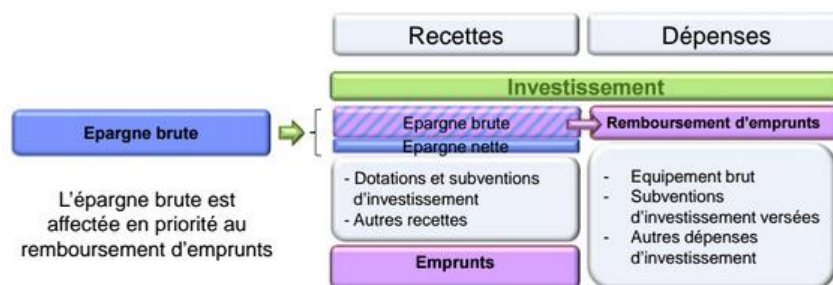 Recettes
Dépenses
Investissement
Epargne brute
Epargne brute
Remboursement d'emprunts
Epargne nette
L'épargne brute est
affectée en priorité au
remboursement d'emprunts
- Dotations et subventions
d'investissement
- Autres recettes
Emprunts
- Equipement brut
- Subventions
d'investissement versées
- Autres dépenses
d'investissement